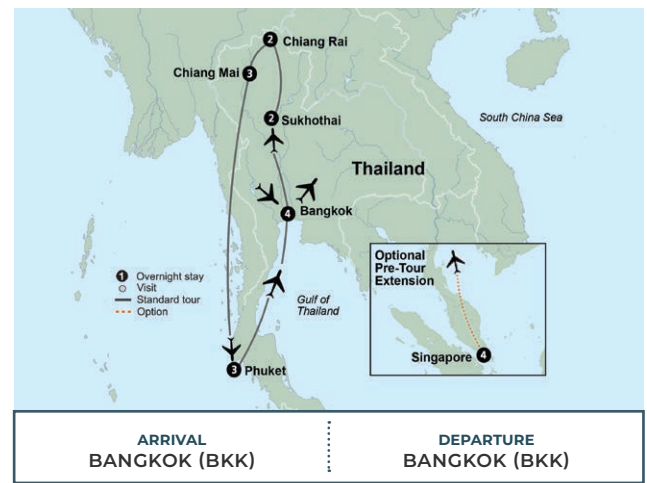 2 Chiang Rai
Chiang Mai 3
South China Sea
2 Sukhothai
Thailand
4 Bangkok
1 Overnight stay
Visit
Standard tour
Option
Gulf of
Thailand
Optional
Pre-Tour
Extension
Singapore 4
3 Phuket
ARRIVAL
BANGKOK (BKK)
DEPARTURE
BANGKOK (BKK)